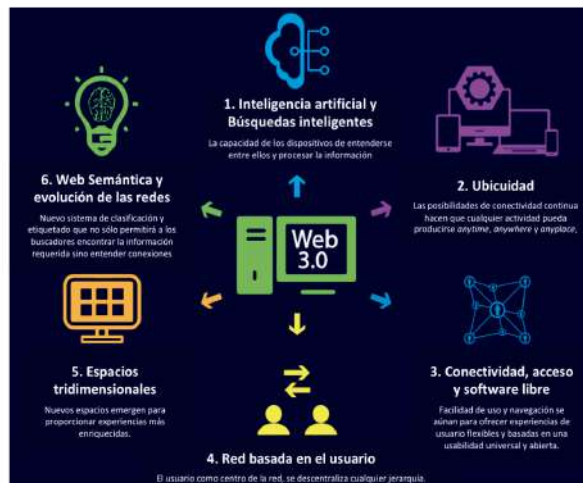 1. Inteligencia artificial y
Búsquedas inteligentes
La capacidad de los dispositivos de entenderse
entre ellos y procesar la información
2. Ubicuidad
Las posibilidades de conectividad continua
hacen que cualquier actividad pueda
producirse anytime, anywhere y anyplace,
3. Conectividad, acceso
y software libre
Facilidad de uso y navegación se
aúnan para ofrecer experiencias de
usuario flexibles y basadas en una
usabilidad universal y abierta.
4. Red basada en el usuario
El usuario como centro de la red, se descentraliza cualquier jerarquía.
5. Espacios
tridimensionales
Nuevos espacios emergen para
proporcionar experiencias más
enriquecidas.
6. Web Semántica y
evolución de las redes
Nuevo sistema de clasificación y
etiquetado que no sólo permitirá a los
buscadores encontrar la información
requerida sino entender conexiones
Web
3.0